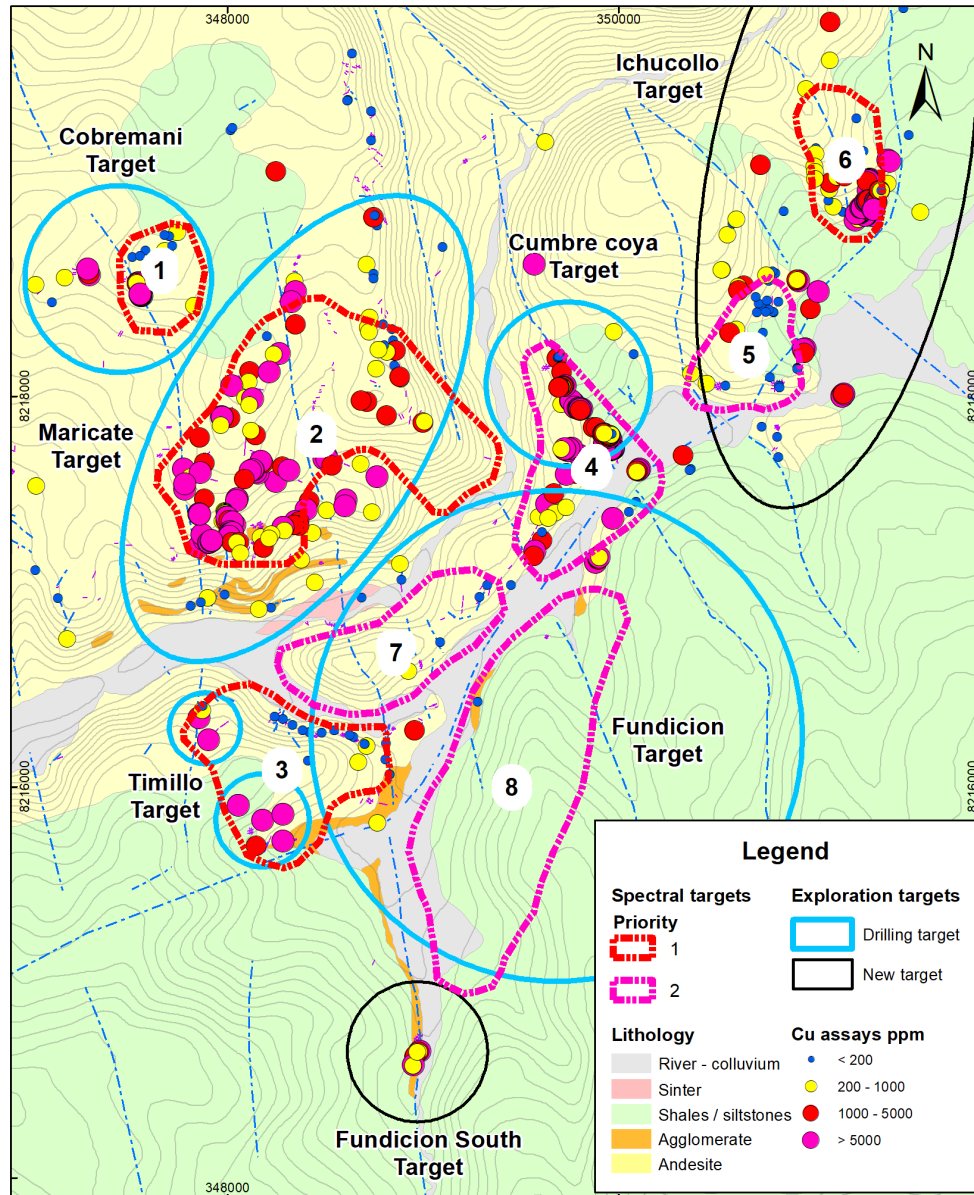 348000
350000
Ichucollo
Target
N
Cobremani
Target
6
Cumbre coya
Target
1
5
8218000
8218000
Maricate
Target
2
4
7
Fundicion
Target
3
8
Timillo
Target
8216000
8216000
Legend
Spectral targets
Priority
1
2
Exploration targets
Drilling target
New target
Lithology
River - colluvium
Sinter
Shales / siltstones
Agglomerate
Andesite
Cu assays ppm
< 200
200 - 1000
1000 - 5000
> 5000
Fundicion South
Target
348000
350000